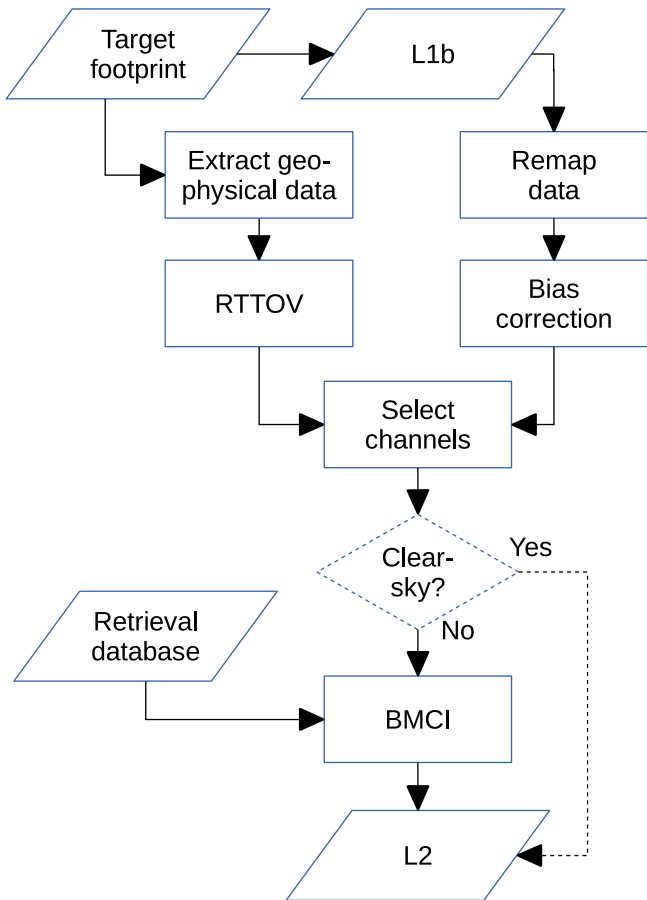 Target
footprint
L1b
Extract geo-
physical data
Remap
data
RTTOV
Bias
correction
Select
channels
Clear-
sky?
Yes
No
Retrieval
database
BMCI
L2